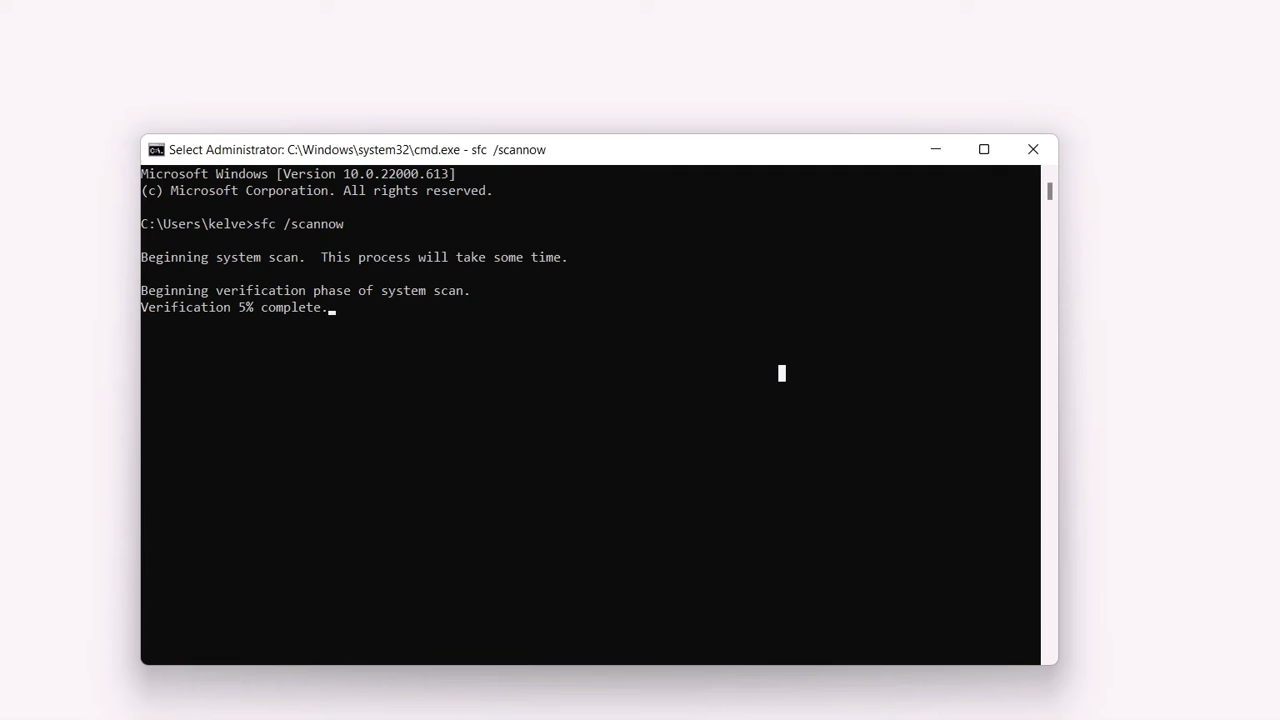 Select Administrator: C:\Windows\system32\cmd.exe - sfc  /scannow
Microsoft Windows [Version 10.0.22000.613]
(c) Microsoft Corporation. All rights reserved.
C:\Users\kelve>sfc /scannow
Beginning system scan.  This process will take some time.
Beginning verification phase of system scan.
Verification 5% complete.